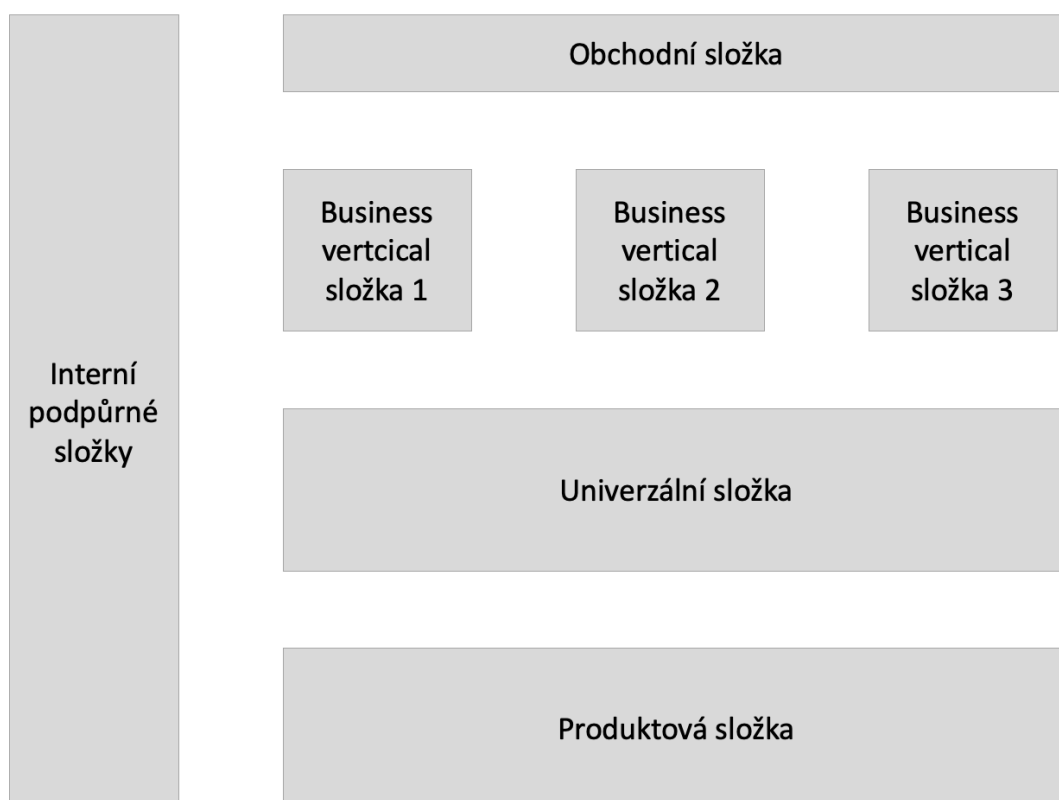 Obchodní složka
Business
vertcical
složka 1
Business
vertical
složka 2
Business
vertical
složka 3
Interní
podpůrné
složky
Univerzální složka
Produktová složka